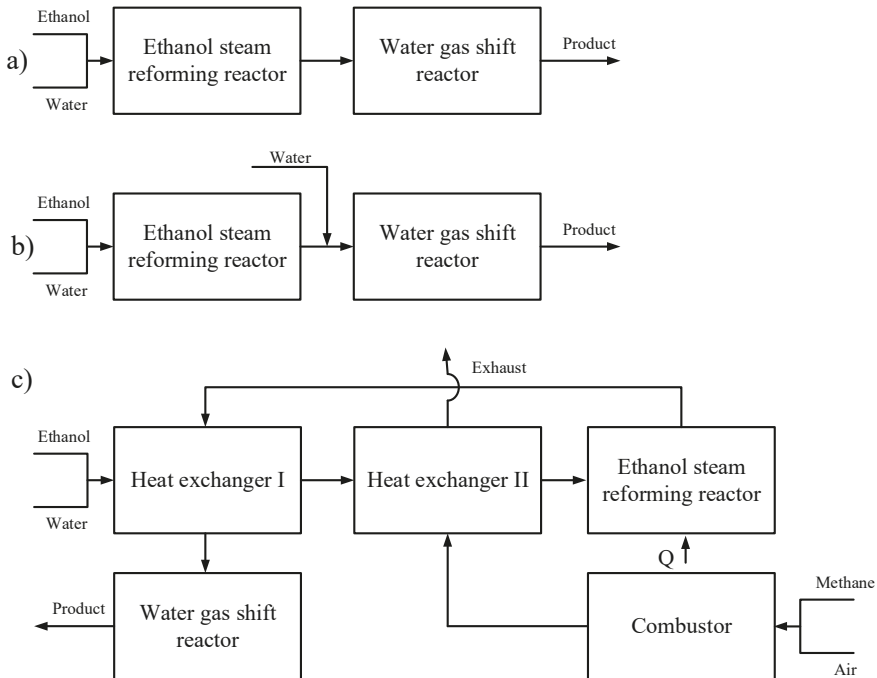 a)
Ethanol
Water
Ethanol steam
reforming reactor
Water gas shift
reactor
Product
b)
Ethanol
Water
Ethanol steam
reforming reactor
Water
Water gas shift
reactor
Product
c)
Exhaust
Ethanol
Water
Heat exchanger I
Heat exchanger II
Ethanol steam
reforming reactor
Q
Product
Water gas shift
reactor
Combustor
Methane
Air